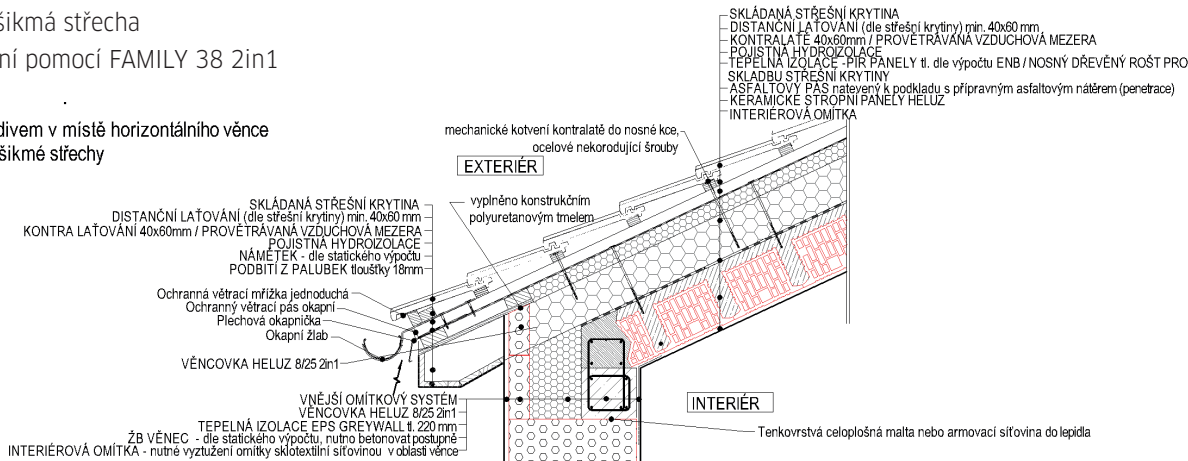 šikmá střecha
ní pomocí FAMILY 38 2in1
divem v místě horizontálního věnce
šikmé střechy
SKLÁDANÁ STŘEŠNÍ KRYTINA
DISTANČNÍ LAŤOVÁNÍ (dle střešní krytiny) min. 40x60 mm
KONTRALATĚ 40x60mm / PROVĚTRÁVANÁ VZDUCHOVÁ MEZERA
POJISTNÁ HYDROIZOLACE
TEPELNÁ IZOLACE -PIR PANELY tl. dle výpočtu ENB / NOSNÝ DŘEVĚNÝ ROŠT PRO
SKLADBU STŘEŠNÍ KRYTINY
ASFALTOVÝ PÁS natevený k podkladu s přípravným asfaltovým nátěrem (penetrace)
KERAMICKÉ STROPNÍ PANELY HELUZ
INTERIÉROVÁ OMÍTKA
mechanické kotvení kontralatě do nosné kce,
ocelové nekorodující šrouby
EXTERIÉR
vyplněno konstrukčním
polyuretanovým tmelem
SKLÁDANÁ STŘEŠNÍ KRYTINA
DISTANČNÍ LAŤOVÁNÍ (dle střešní krytiny) min. 40x60 mm
KONTRA LAŤOVÁNÍ 40x60mm / PROVĚTRÁVANÁ VZDUCHOVÁ MEZERA
POJISTNÁ HYDROIZOLACE
NÁMĚTEK - dle statického výpočtu
PODBITÍ Z PALUBEK tloušťky 18mm
Ochranná větrací mřížka jednoduchá
Ochranný větrací pás okapní
Plechová okapnička
Okapní žlab
VĚNCOVKA HELUZ 8/25 2in1
VNĚJŠÍ OMÍTKOVÝ SYSTÉM
VĚNCOVKA HELUZ 8/25 2in1
TEPELNÁ IZOLACE EPS GREYWALL tl. 220 mm
ŽB VĚNEC - dle statického výpočtu, nutno betonovat postupně
INTERIÉROVÁ OMÍTKA - nutné vyztužení omítky sklotextilní síťovinou v oblasti věnce
INTERIÉR
Tenkovrstvá celoplošná malta nebo armovací síťovina do lepidla